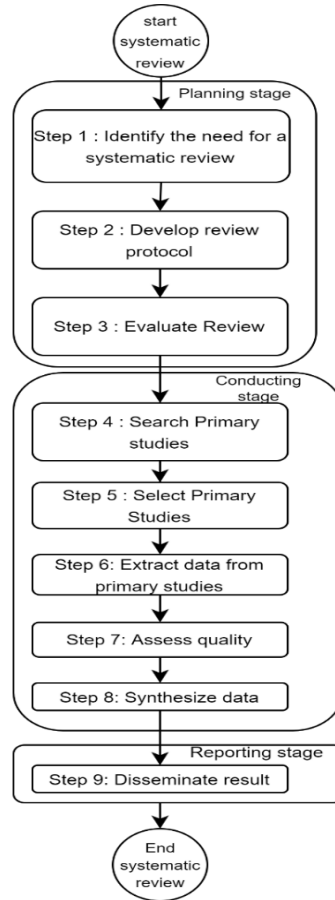 start
systematic
review
Planning stage
Step 1 : Identify the need for a
systematic review
Step 2 : Develop review
protocol
Step 3 : Evaluate Review
Conducting
stage
Step 4 : Search Primary
studies
Step 5 : Select Primary
Studies
Step 6: Extract data from
primary studies
Step 7: Assess quality
Step 8: Synthesize data
Reporting stage
Step 9: Disseminate result
End
systematic
review